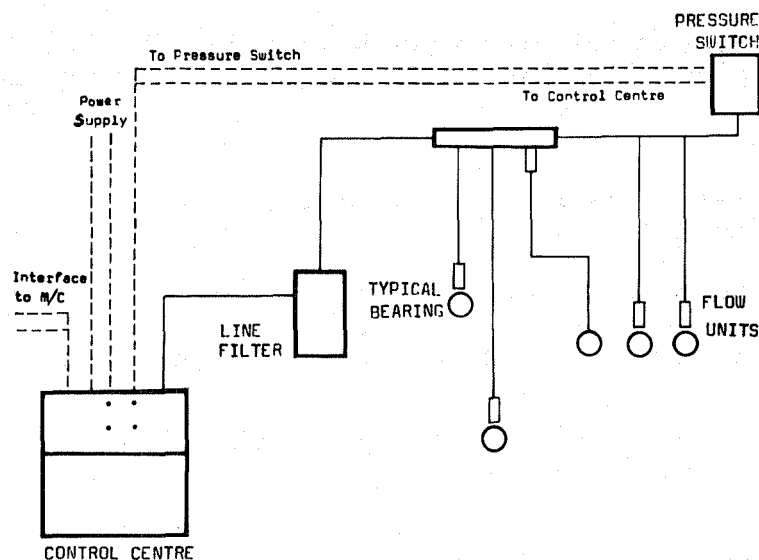 PRESSURE
SWITCH
To Pressure Switch
To Control Centre
Power
Supply
Interface
to M/C
TYPICAL
BEARING
FLOW
UNITS
LINE
FILTER
CONTROL CENTRE